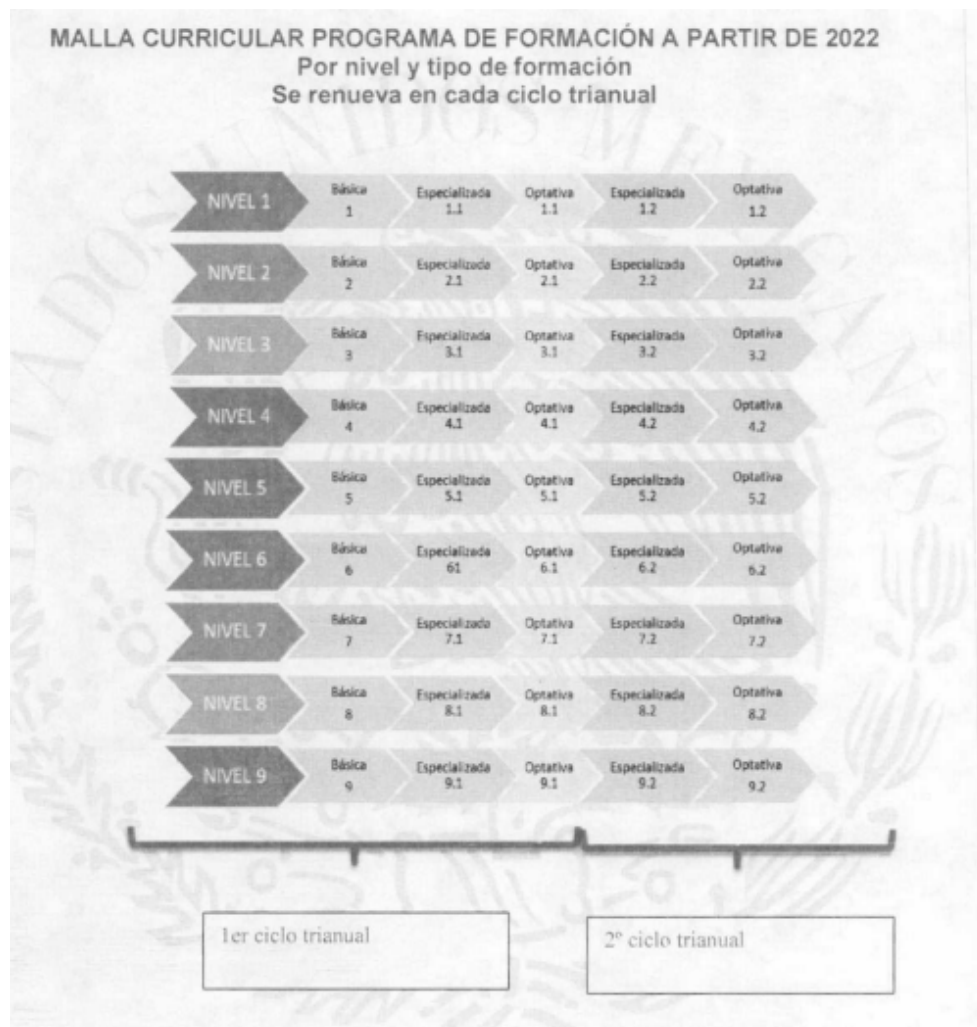 MALLA CURRICULAR PROGRAMA DE FORMACIÓN A PARTIR DE 2022
Por nivel y tipo de formación
Se renueva en cada ciclo trianual
ESTADOS UNIDOS MEXICANOS
NIVEL 1 Básica 1 Especializada 1.1 Optativa 1.1 Especializada 1.2 Optativa 1.2
NIVEL 2 Básica 2 Especializada 2.1 Optativa 2.1 Especializada 2.2 Optativa 2.2
NIVEL 3 Básica 3 Especializada 3.1 Optativa 3.1 Especializada 3.2 Optativa 3.2
NIVEL 4 Básica 4 Especializada 4.1 Optativa 4.1 Especializada 4.2 Optativa 4.2
NIVEL 5 Básica 5 Especializada 5.1 Optativa 5.1 Especializada 5.2 Optativa 5.2
NIVEL 6 Básica 6 Especializada 61 Optativa 6.1 Especializada 6.2 Optativa 6.2
NIVEL 7 Básica 7 Especializada 7.1 Optativa 7.1 Especializada 7.2 Optativa 7.2
NIVEL 8 Básica 8 Especializada 8.1 Optativa 8.1 Especializada 8.2 Optativa 8.2
NIVEL 9 Básica 9 Especializada 9.1 Optativa 9.1 Especializada 9.2 Optativa 9.2
1er ciclo trianual
2º ciclo trianual